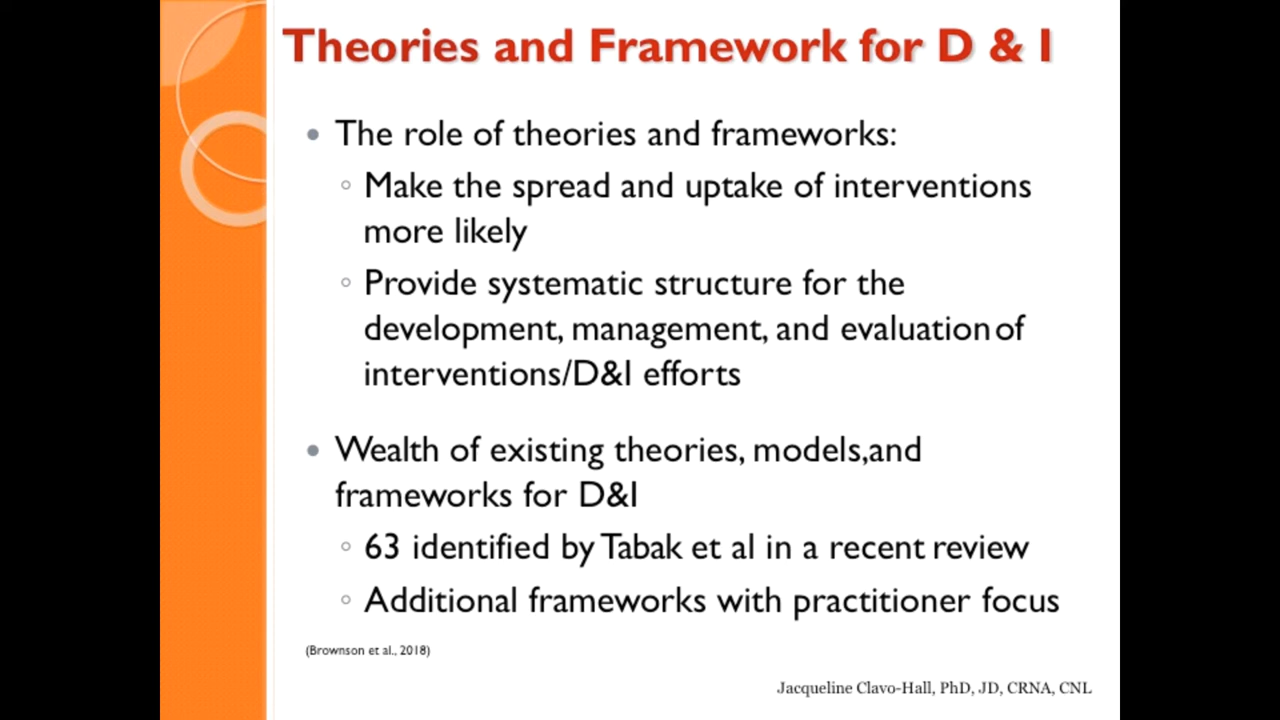 Theories and Framework for D & I
• The role of theories and frameworks:
◦ Make the spread and uptake of interventions
more likely
◦ Provide systematic structure for the
development, management, and evaluation of
interventions/D&I efforts
• Wealth of existing theories, models,and
frameworks for D&I
◦ 63 identified by Tabak et al in a recent review
◦ Additional frameworks with practitioner focus
(Brownson et al., 2018)
Jacqueline Clavo-Hall, PhD, JD, CRNA, CNL